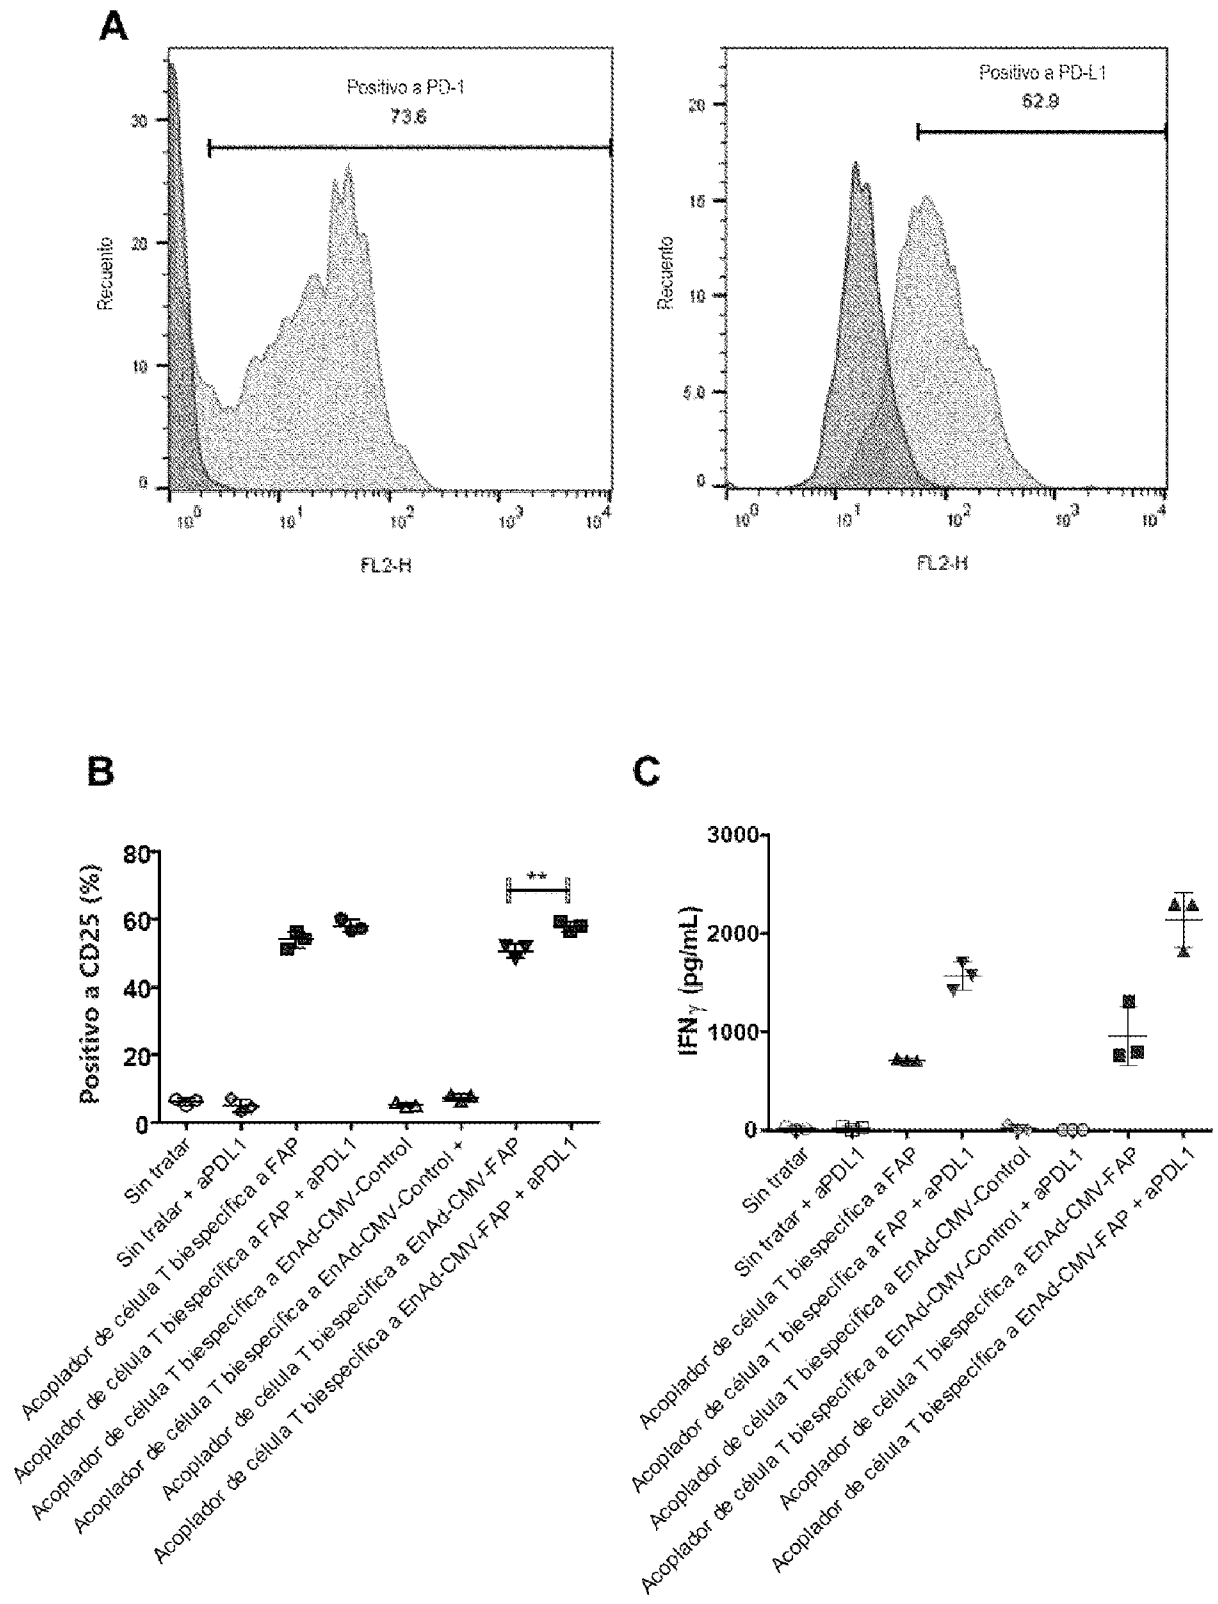 A
Positivo a PD-1
73.6
30
20
10
0
Recuento
10^0 10^1 10^2 10^3 10^4
FL2-H
Positivo a PD-L1
62.9
20
15
10
5.0
0
Recuento
10^0 10^1 10^2 10^3 10^4
FL2-H
B
Positivo a CD25 (%)
80
60
40
20
0
**
Sin tratar
Sin tratar + aPDL1
Acoplador de célula T biespecífica a FAP
Acoplador de célula T biespecífica a FAP + aPDL1
Acoplador de célula T biespecífica a EnAd-CMV-Control
Acoplador de célula T biespecífica a EnAd-CMV-Control +
Acoplador de célula T biespecífica a EnAd-CMV-FAP
Acoplador de célula T biespecífica a EnAd-CMV-FAP + aPDL1
C
IFNγ (pg/mL)
3000
2000
1000
0
Sin tratar
Sin tratar + aPDL1
Acoplador de célula T biespecífica a FAP
Acoplador de célula T biespecífica a FAP + aPDL1
Acoplador de célula T biespecífica a EnAd-CMV-Control
Acoplador de célula T biespecífica a EnAd-CMV-Control + aPDL1
Acoplador de célula T biespecífica a EnAd-CMV-FAP
Acoplador de célula T biespecífica a EnAd-CMV-FAP + aPDL1